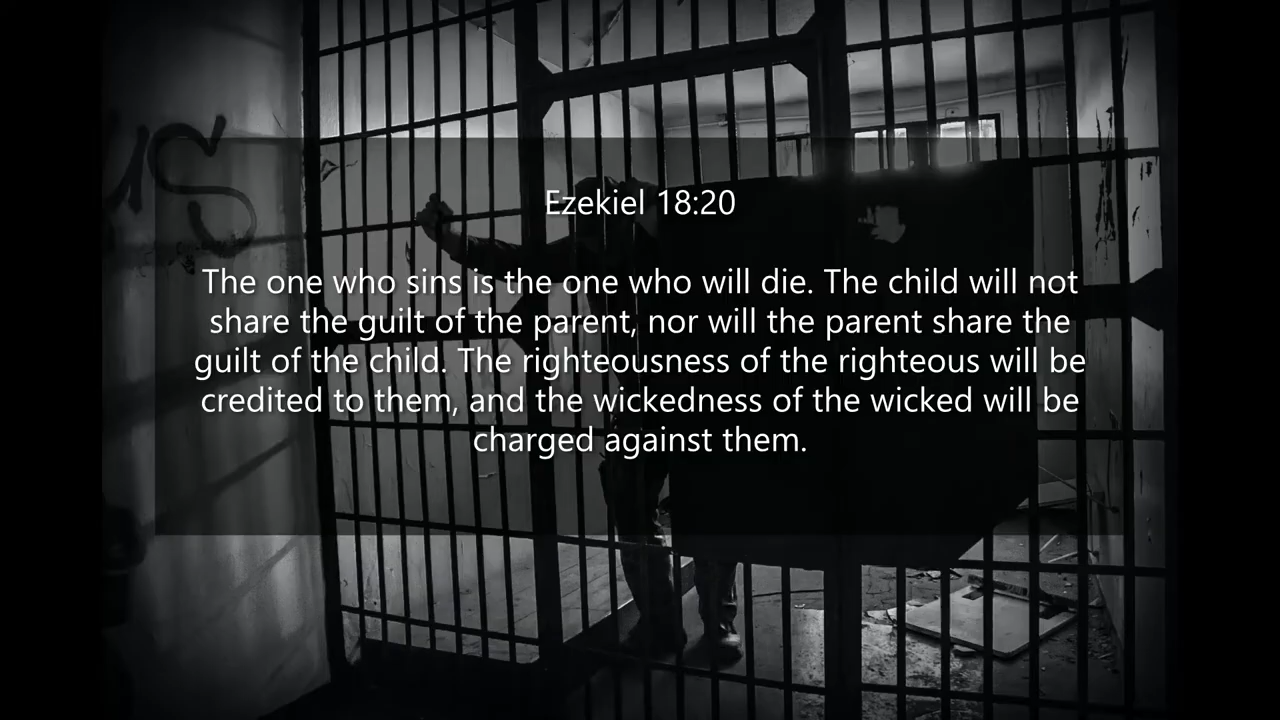 Ezekiel 18:20
The one who sins is the one who will die. The child will not
share the guilt of the parent, nor will the parent share the
guilt of the child. The righteousness of the righteous will be
credited to them, and the wickedness of the wicked will be
charged against them.